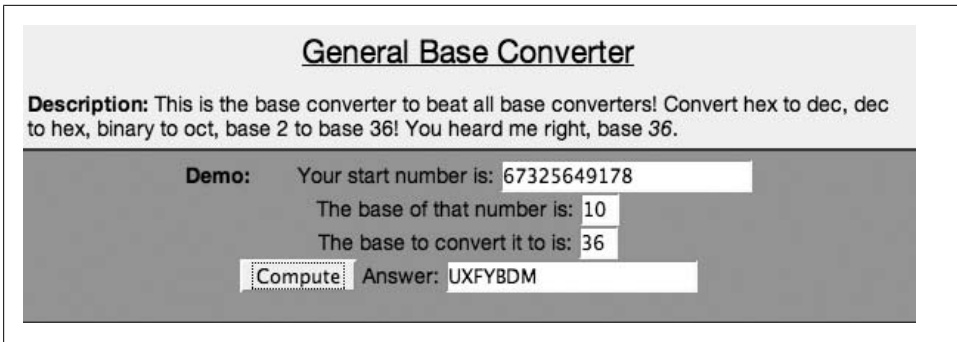 General Base Converter
Description: This is the base converter to beat all base converters! Convert hex to dec, dec
to hex, binary to oct, base 2 to base 36! You heard me right, base 36.
Demo: Your start number is: 67325649178
The base of that number is: 10
The base to convert it to is: 36
Compute Answer: UXFYBDM